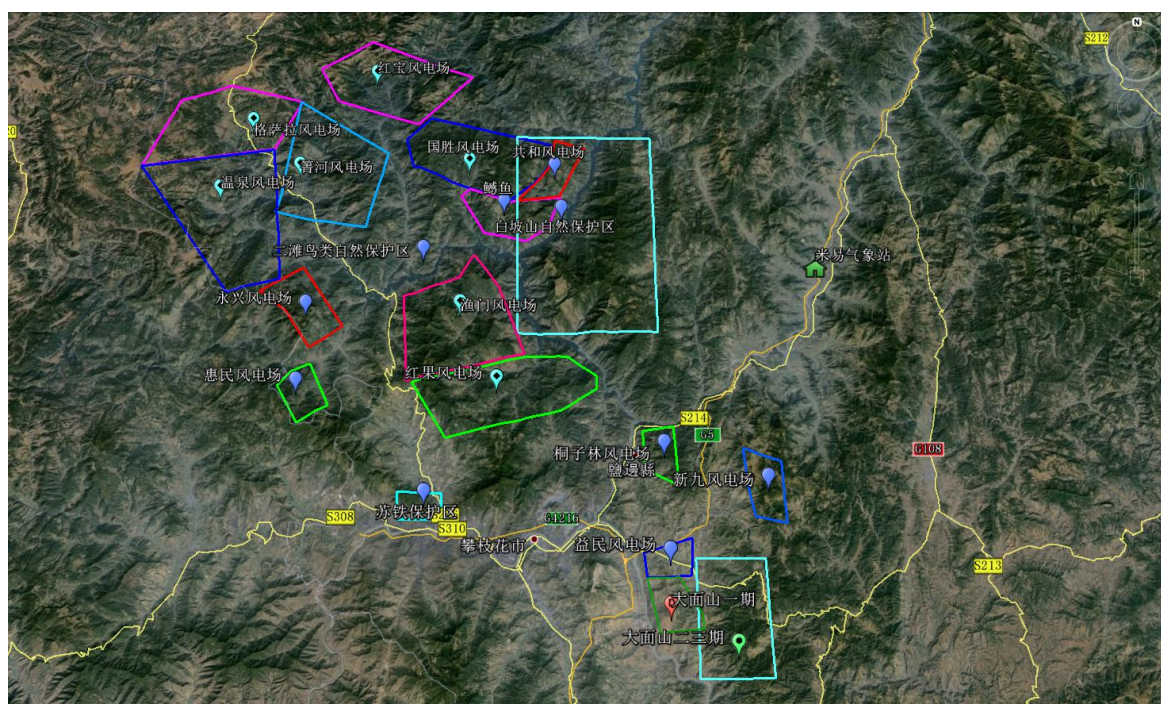 N
S212
红宝风电场
格萨拉风电场
国胜风电场
共和风电场
箐河风电场
温泉风电场
鳡鱼
白坡山自然保护区
二滩鸟类自然保护区
米易气象站
永兴风电场
渔门风电场
惠民风电场
红果风电场
S214
G5
G108
桐子林风电场
鹽邊縣
新九风电场
苏铁保护区
S308
S310
G4216
攀枝花市
益民风电场
S213
大面山一期
大面山二三期